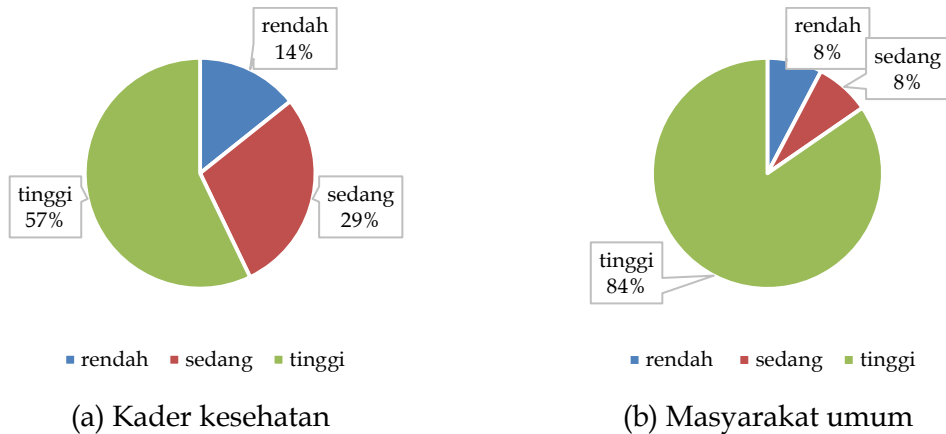 rendah
14%
sedang
29%
tinggi
57%
rendah sedang tinggi
(a) Kader kesehatan
rendah
8%
sedang
8%
tinggi
84%
rendah sedang tinggi
(b) Masyarakat umum